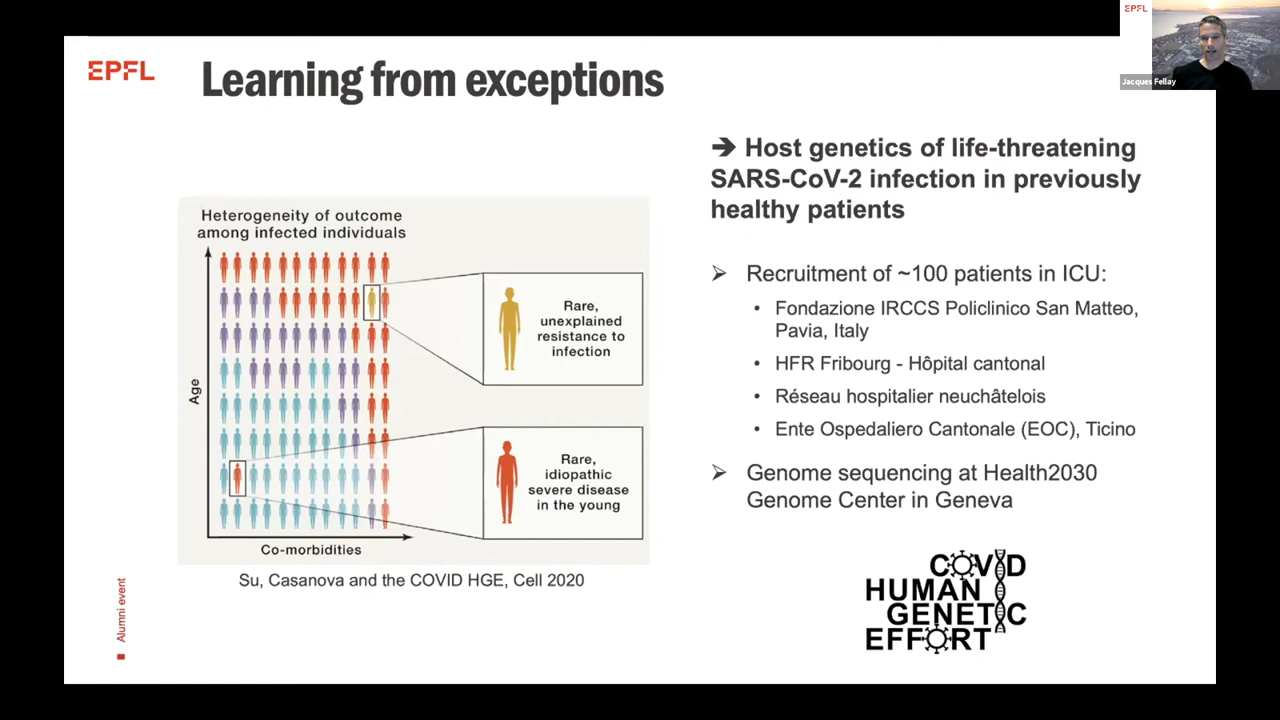 EPFL
Jacques Fellay
EPFL
Learning from exceptions
Heterogeneity of outcome
among infected individuals
Age
Co-morbidities
Rare,
unexplained
resistance to
infection
Rare,
idiopathic
severe disease
in the young
Su, Casanova and the COVID HGE, Cell 2020
➔ Host genetics of life-threatening
SARS-CoV-2 infection in previously
healthy patients
➢ Recruitment of ~100 patients in ICU:
• Fondazione IRCCS Policlinico San Matteo,
Pavia, Italy
• HFR Fribourg - Hôpital cantonal
• Réseau hospitalier neuchâtelois
• Ente Ospedaliero Cantonale (EOC), Ticino
➢ Genome sequencing at Health2030
Genome Center in Geneva
COVID
HUMAN
GENETIC
EFFORT
Alumni event